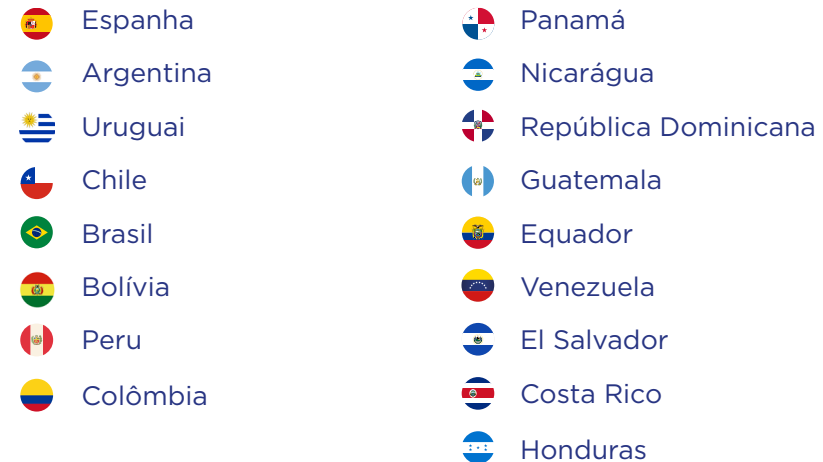 Espanha
Argentina
Uruguai
Chile
Brasil
Bolívia
Peru
Colômbia
Panamá
Nicarágua
República Dominicana
Guatemala
Equador
Venezuela
El Salvador
Costa Rico
Honduras